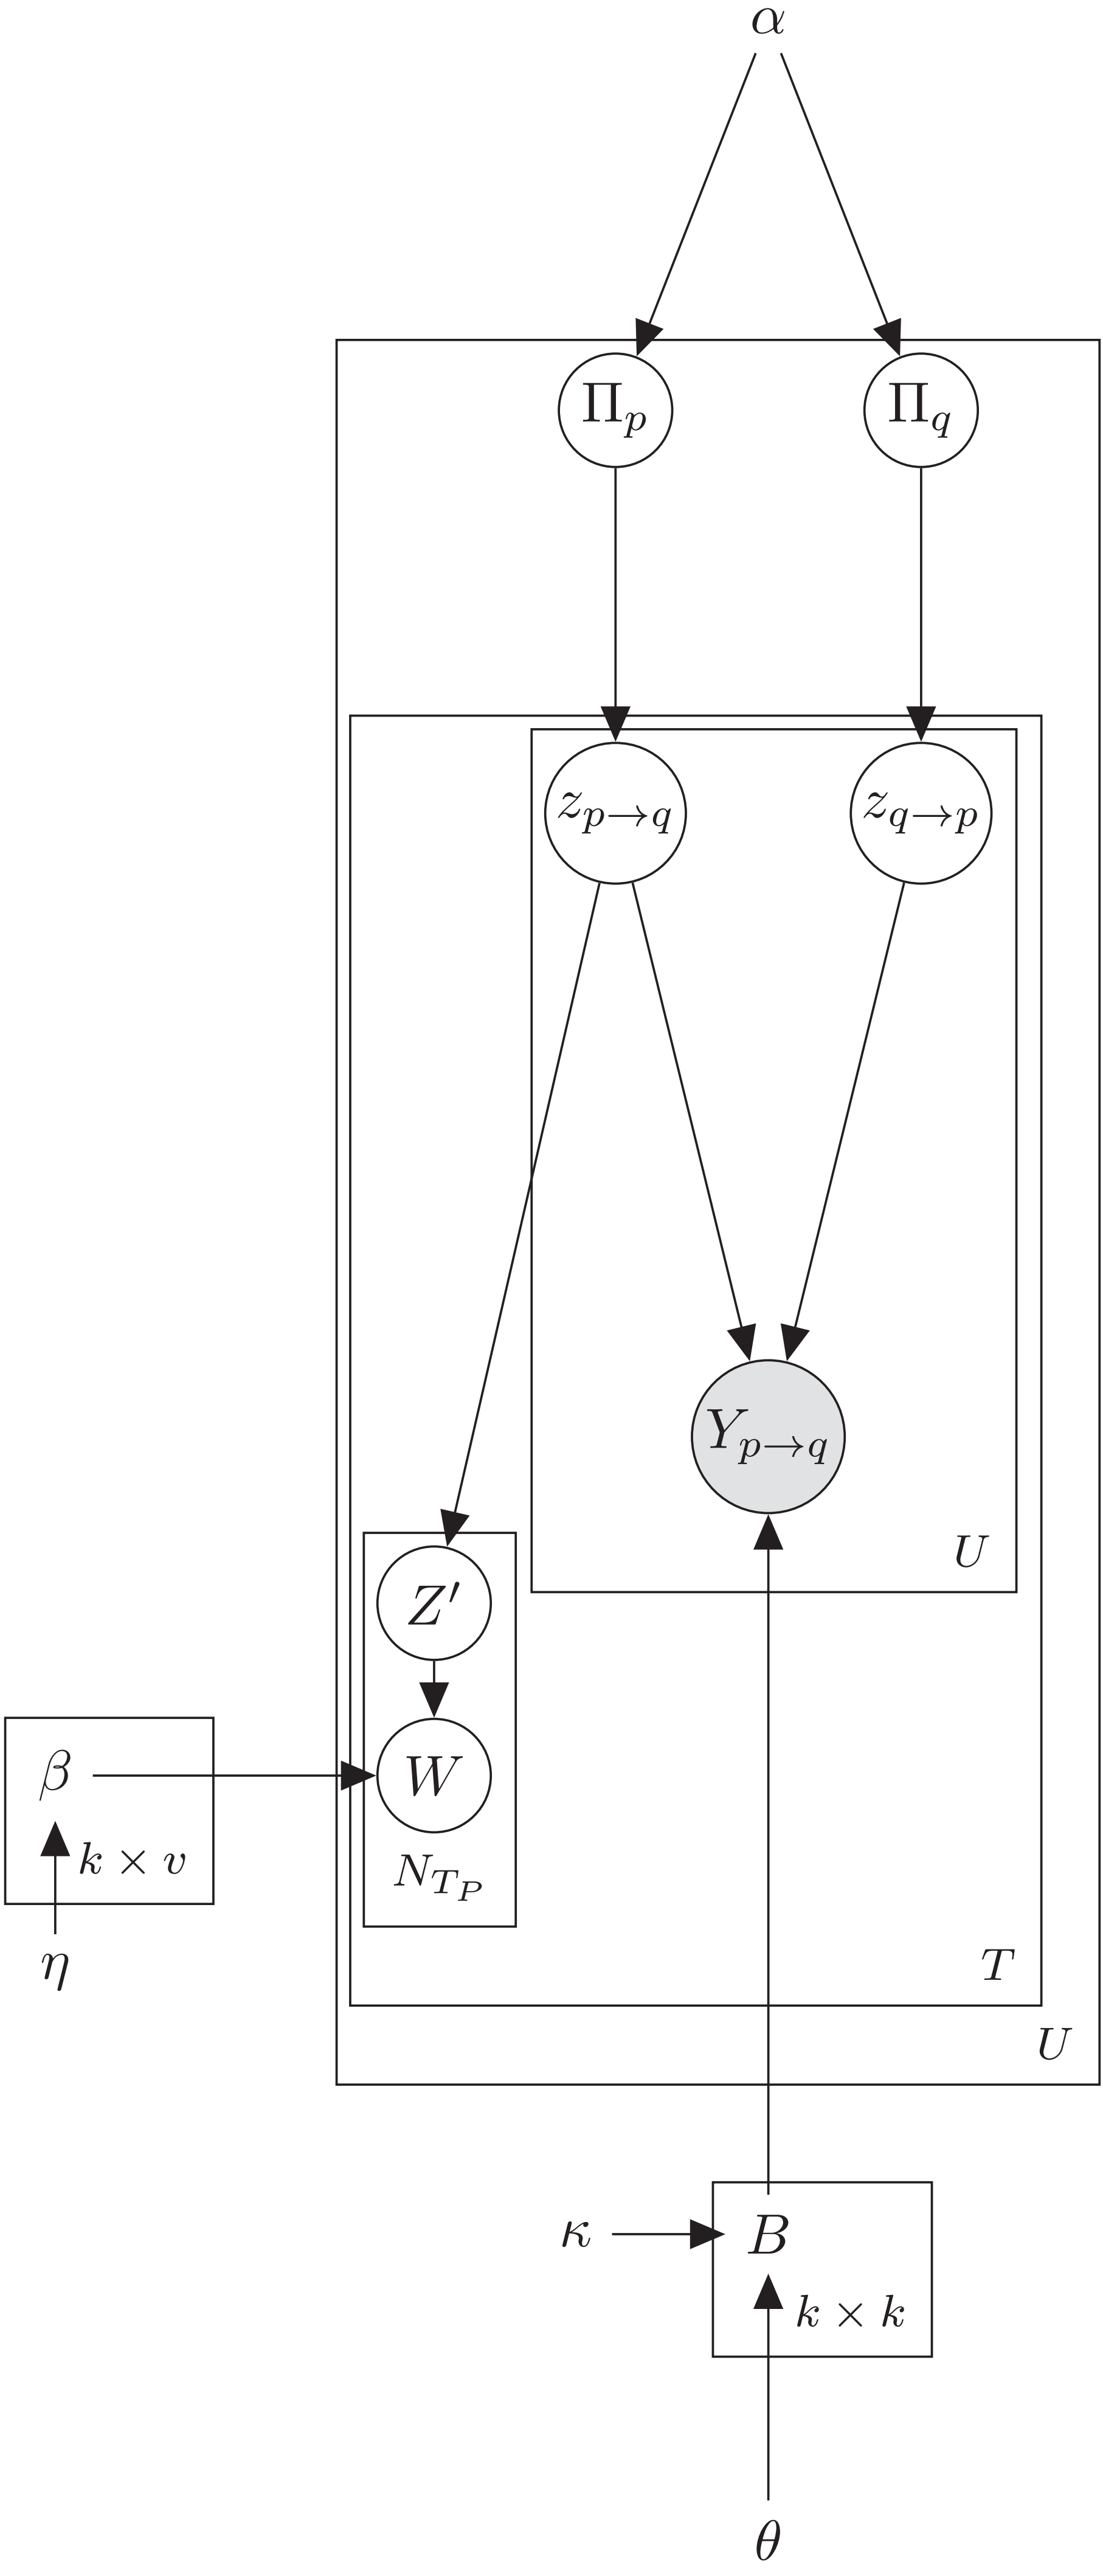 α
Π_p Π_q
z_{p→q} z_{q→p}
Y_{p→q}
U
Z′
β
W
k × v
N_{T_P}
η
T
U
κ
B
k × k
θ